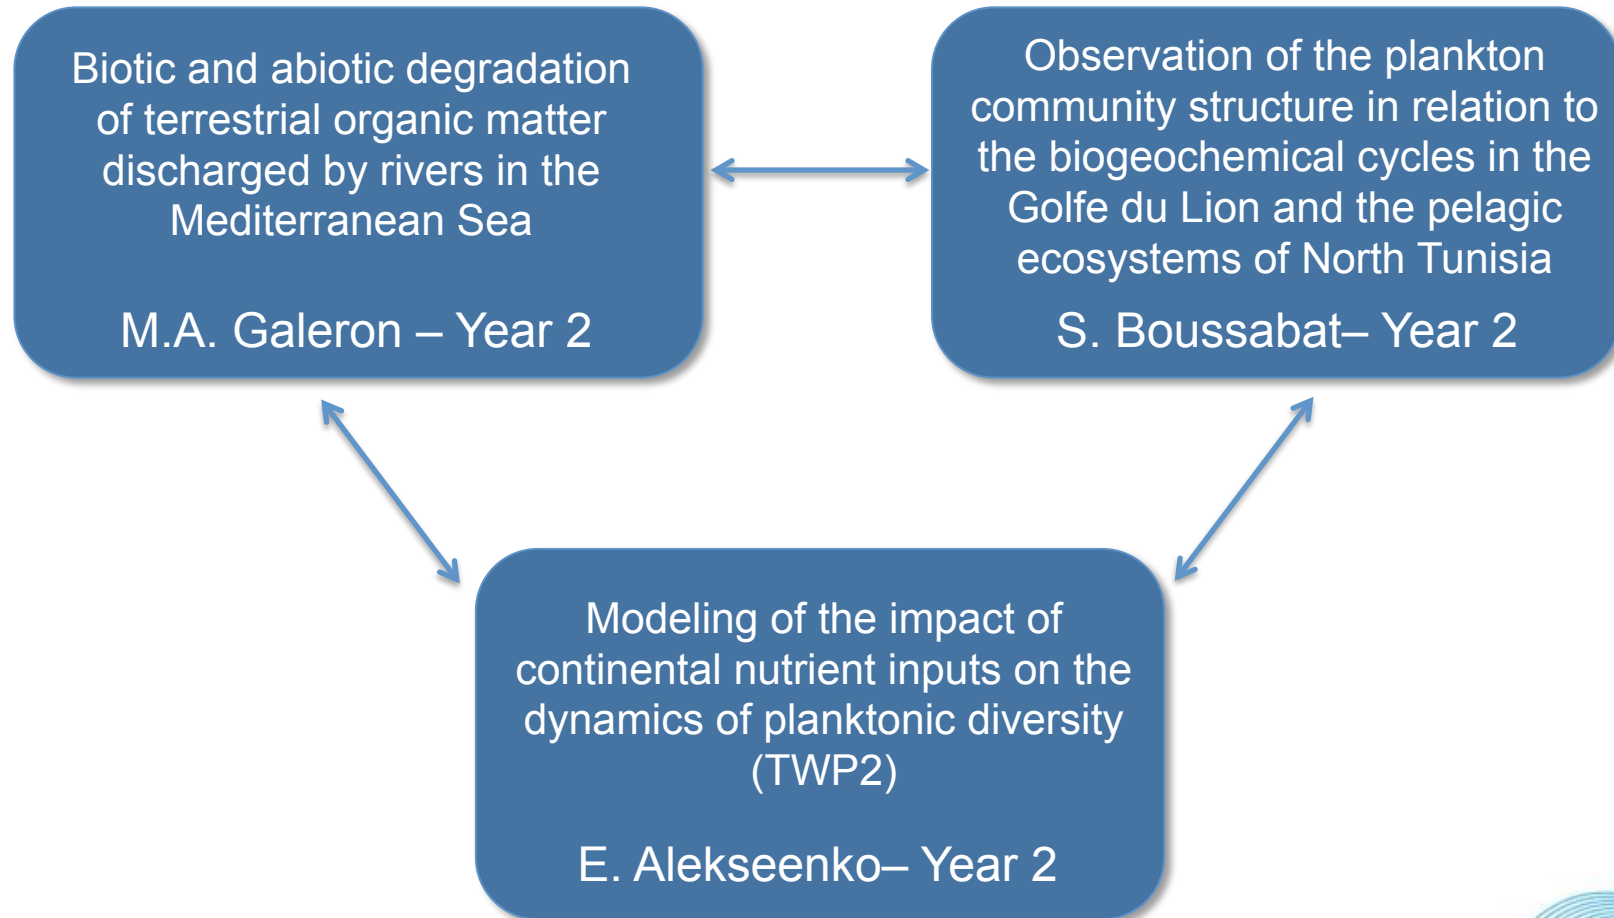 Biotic and abiotic degradation
of terrestrial organic matter
discharged by rivers in the
Mediterranean Sea
M.A. Galeron – Year 2
Observation of the plankton
community structure in relation to
the biogeochemical cycles in the
Golfe du Lion and the pelagic
ecosystems of North Tunisia
S. Boussabat– Year 2
Modeling of the impact of
continental nutrient inputs on the
dynamics of planktonic diversity
(TWP2)
E. Alekseenko– Year 2